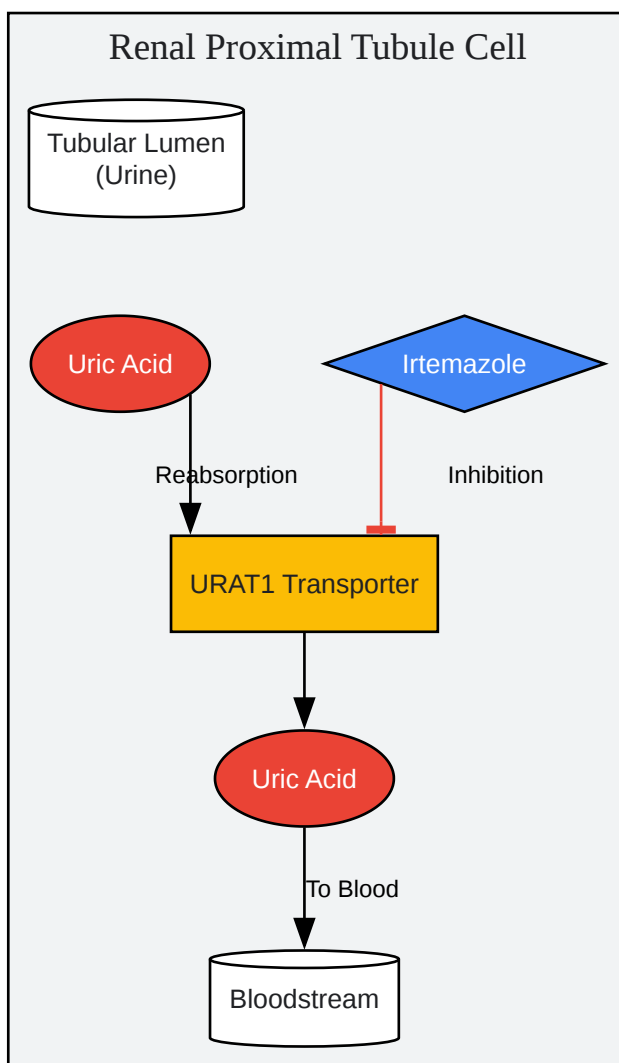 Renal Proximal Tubule Cell
Tubular Lumen
(Urine)
Uric Acid
Irtemazole
Reabsorption
Inhibition
URAT1 Transporter
Uric Acid
To Blood
Bloodstream